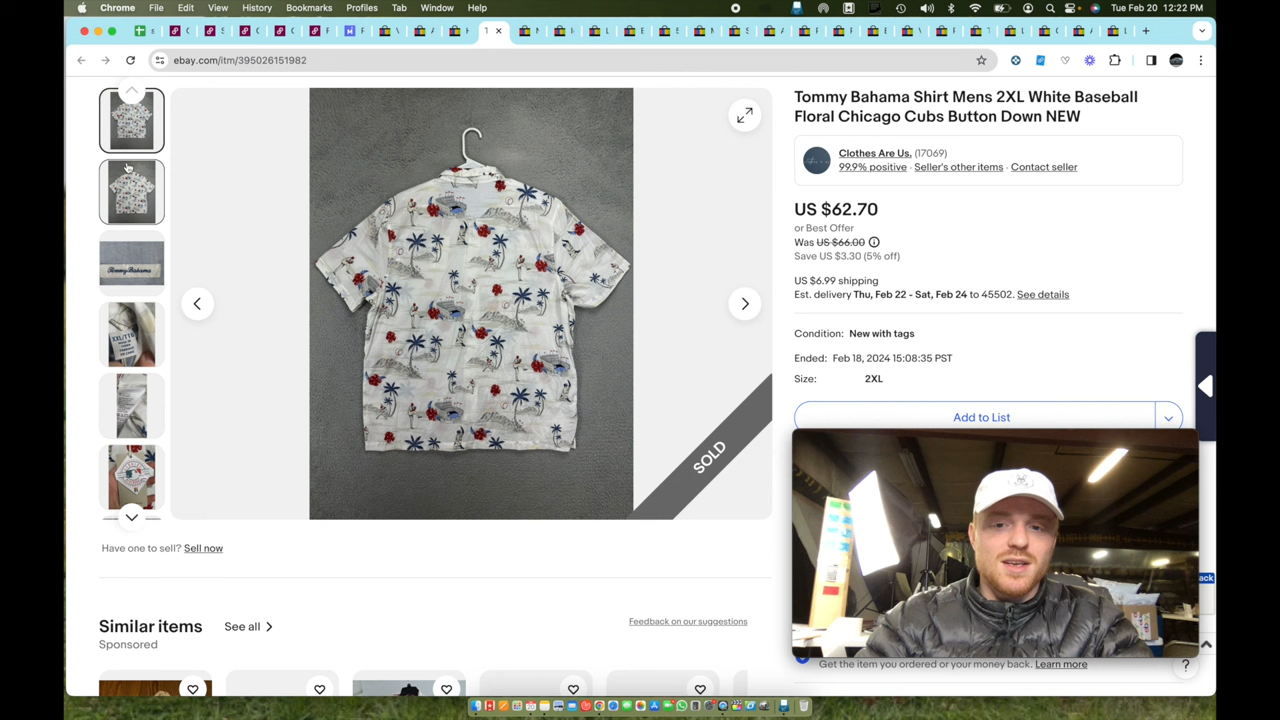 Chrome File Edit View History Bookmarks Profiles Tab Window Help
Tue Feb 20 12:22 PM
ebay.com/itm/395026151982
Tommy Bahama Shirt Mens 2XL White Baseball
Floral Chicago Cubs Button Down NEW
Clothes Are Us. (17069)
99.9% positive · Seller's other items · Contact seller
US $62.70
or Best Offer
Was US $66.00
Save US $3.30 (5% off)
US $6.99 shipping
Est. delivery Thu, Feb 22 - Sat, Feb 24 to 45502. See details
Condition: New with tags
Ended: Feb 18, 2024 15:08:35 PST
Size: 2XL
Add to List
SOLD
Tommy Bahama
Have one to sell? Sell now
Similar items See all
Sponsored
Feedback on our suggestions
Get the item you ordered or your money back. Learn more
?